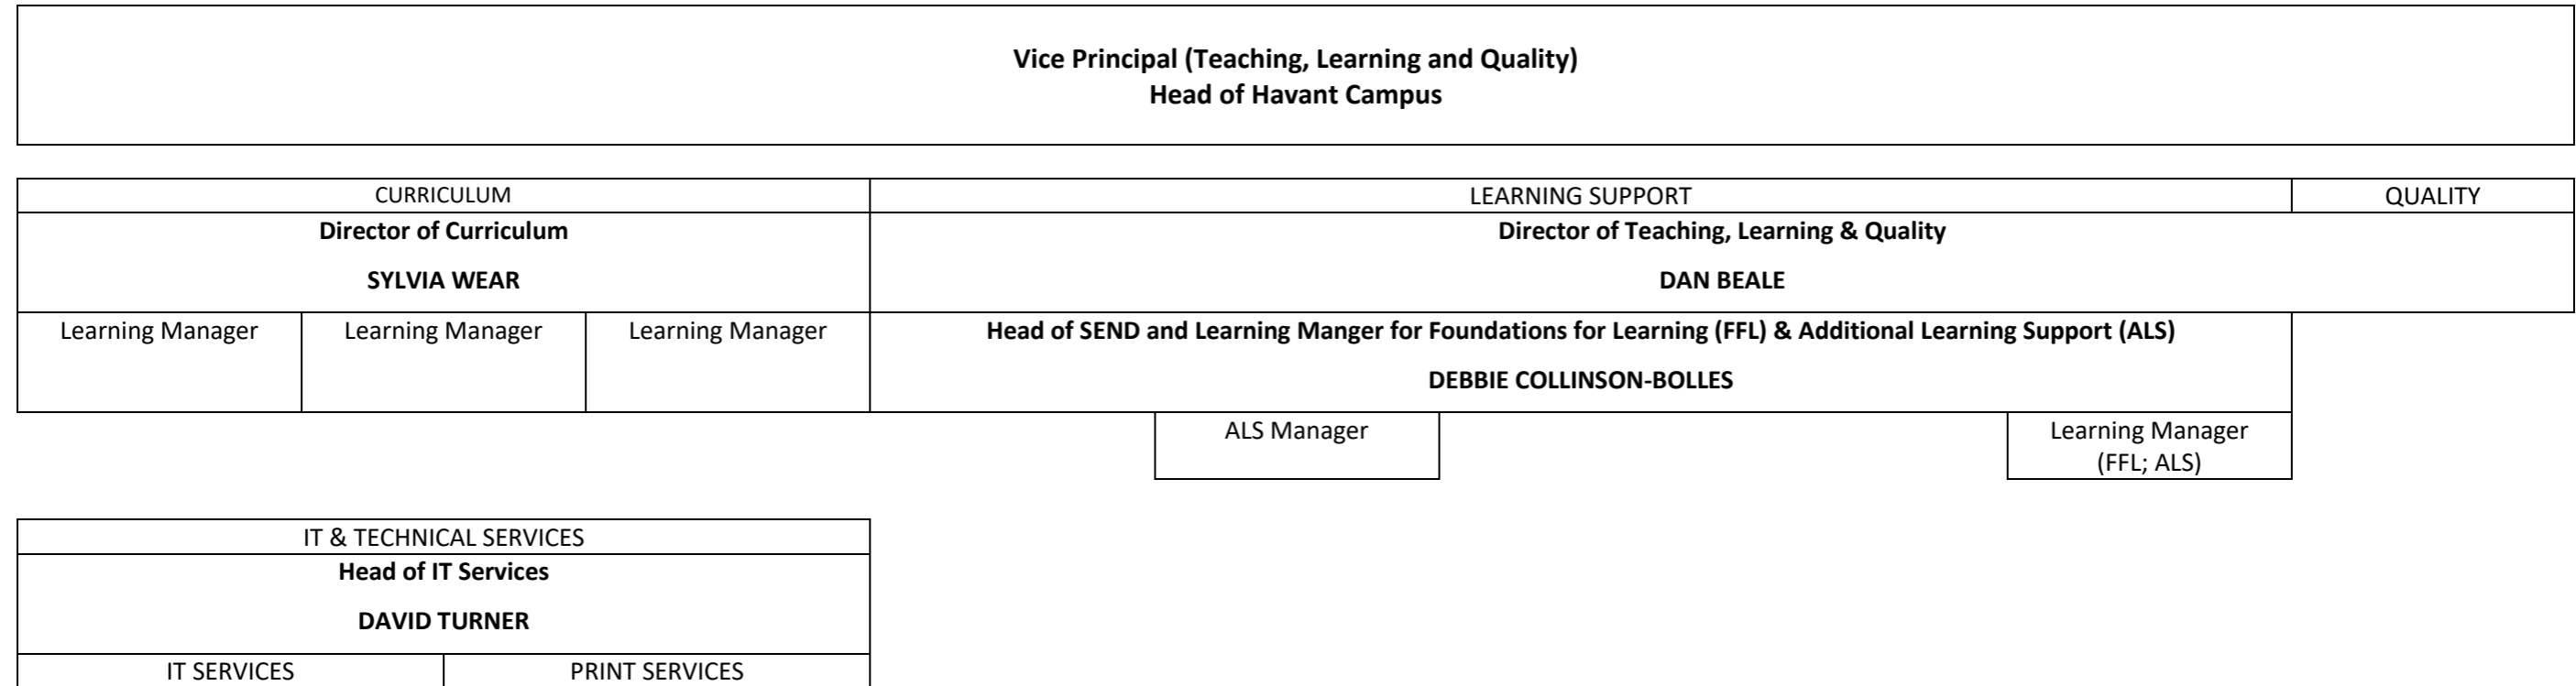 Vice Principal (Teaching, Learning and Quality)
Head of Havant Campus
CURRICULUM
LEARNING SUPPORT
QUALITY
Director of Curriculum
SYLVIA WEAR
Director of Teaching, Learning & Quality
DAN BEALE
Learning Manager
Learning Manager
Learning Manager
Head of SEND and Learning Manger for Foundations for Learning (FFL) & Additional Learning Support (ALS)
DEBBIE COLLINSON-BOLLES
ALS Manager
Learning Manager
(FFL; ALS)
IT & TECHNICAL SERVICES
Head of IT Services
DAVID TURNER
IT SERVICES
PRINT SERVICES